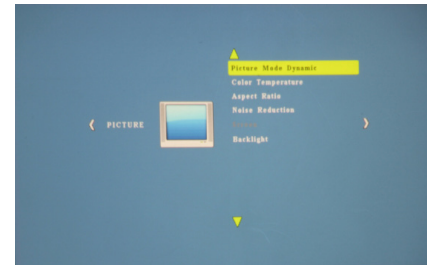 Picture Mode Dynamic
Color Temperature
Aspect Ratio
Noise Reduction
PICTURE
Backlight